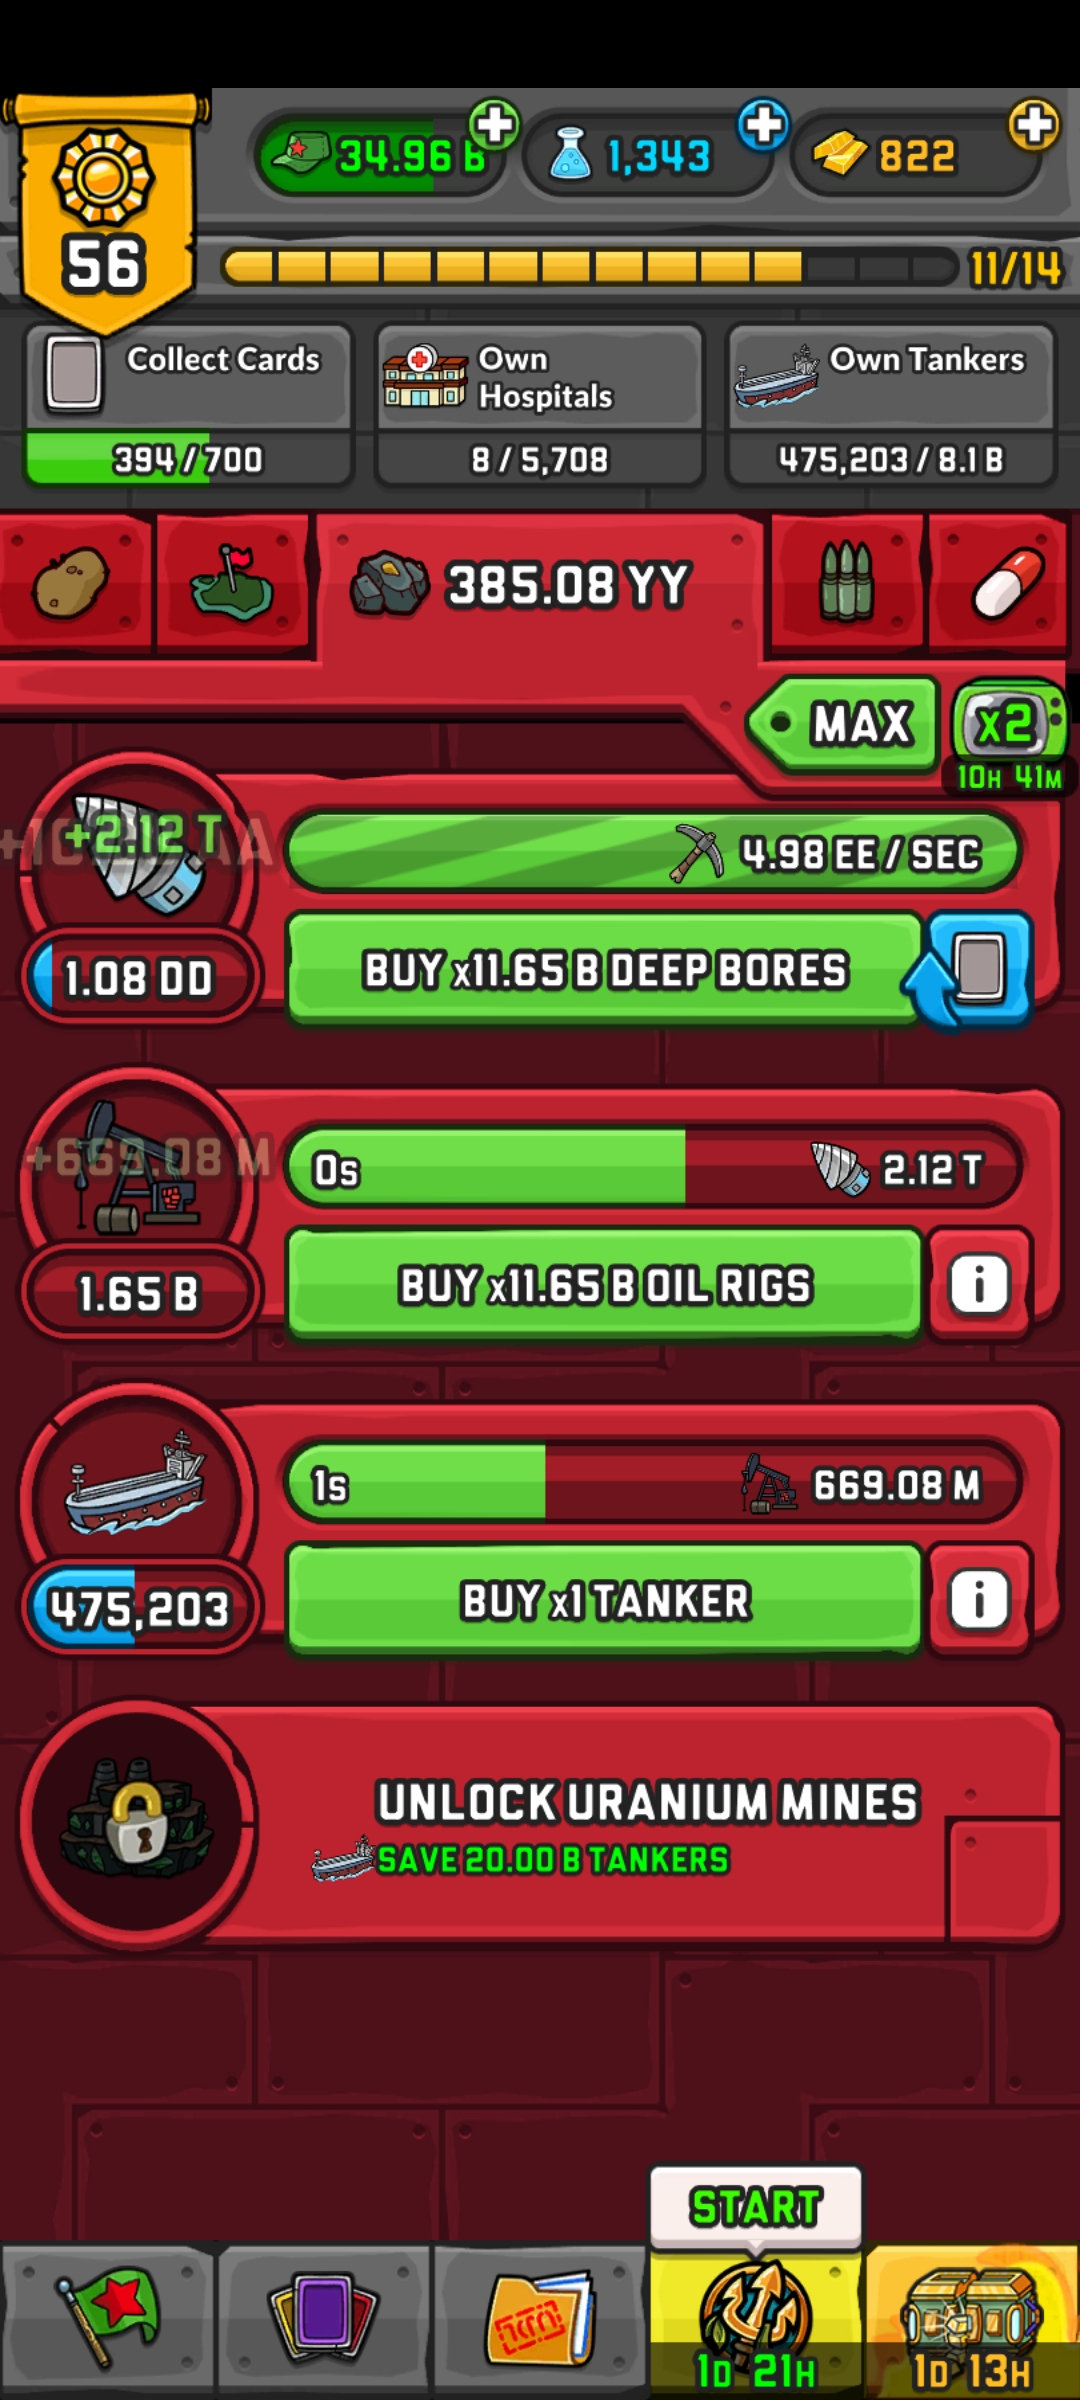 34.96 B
1,343
822
56
11/14
Collect Cards
394/700
Own
Hospitals
8/5,708
Own Tankers
475,203/8.1 B
385.08 YY
MAX
x2
10H 41M
+2.12 T
4.98 EE/SEC
1.08 DD
BUY x11.65 B DEEP BORES
+669.08 M
0s
2.12 T
1.65 B
BUY x11.65 B OIL RIGS
i
1s
669.08 M
475,203
BUY x1 TANKER
i
UNLOCK URANIUM MINES
SAVE 20.00 B TANKERS
START
1D 21H
1D 13H